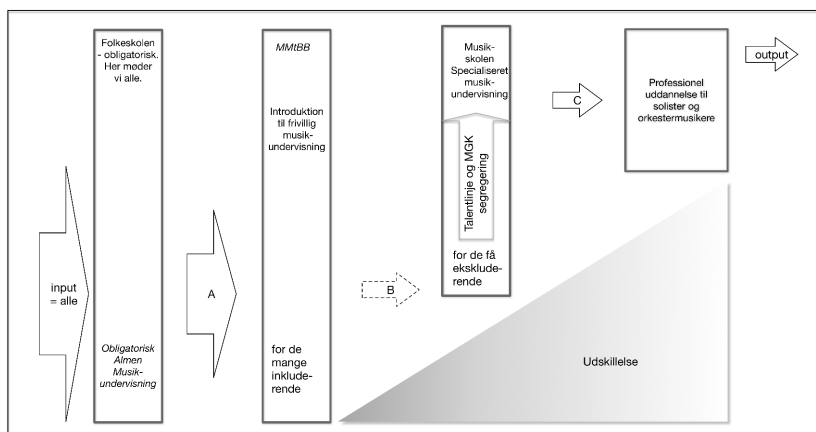 input
= alle
Folkeskolen
- obligatorisk.
Her møder
vi alle.
Obligatorisk
Almen
Musik-
undervisning
A
MMtBB
Introduktion
til frivillig
musik-
undervisning
for de
mange
inklude-
rende
B
Musik-
skolen
Specialiseret
musik-
undervisning
Talentlinje og MGK
segregering
for de få
eksklude-
rende
C
Professionel
uddannelse til
solister og
orkestermusikere
output
Udskillelse